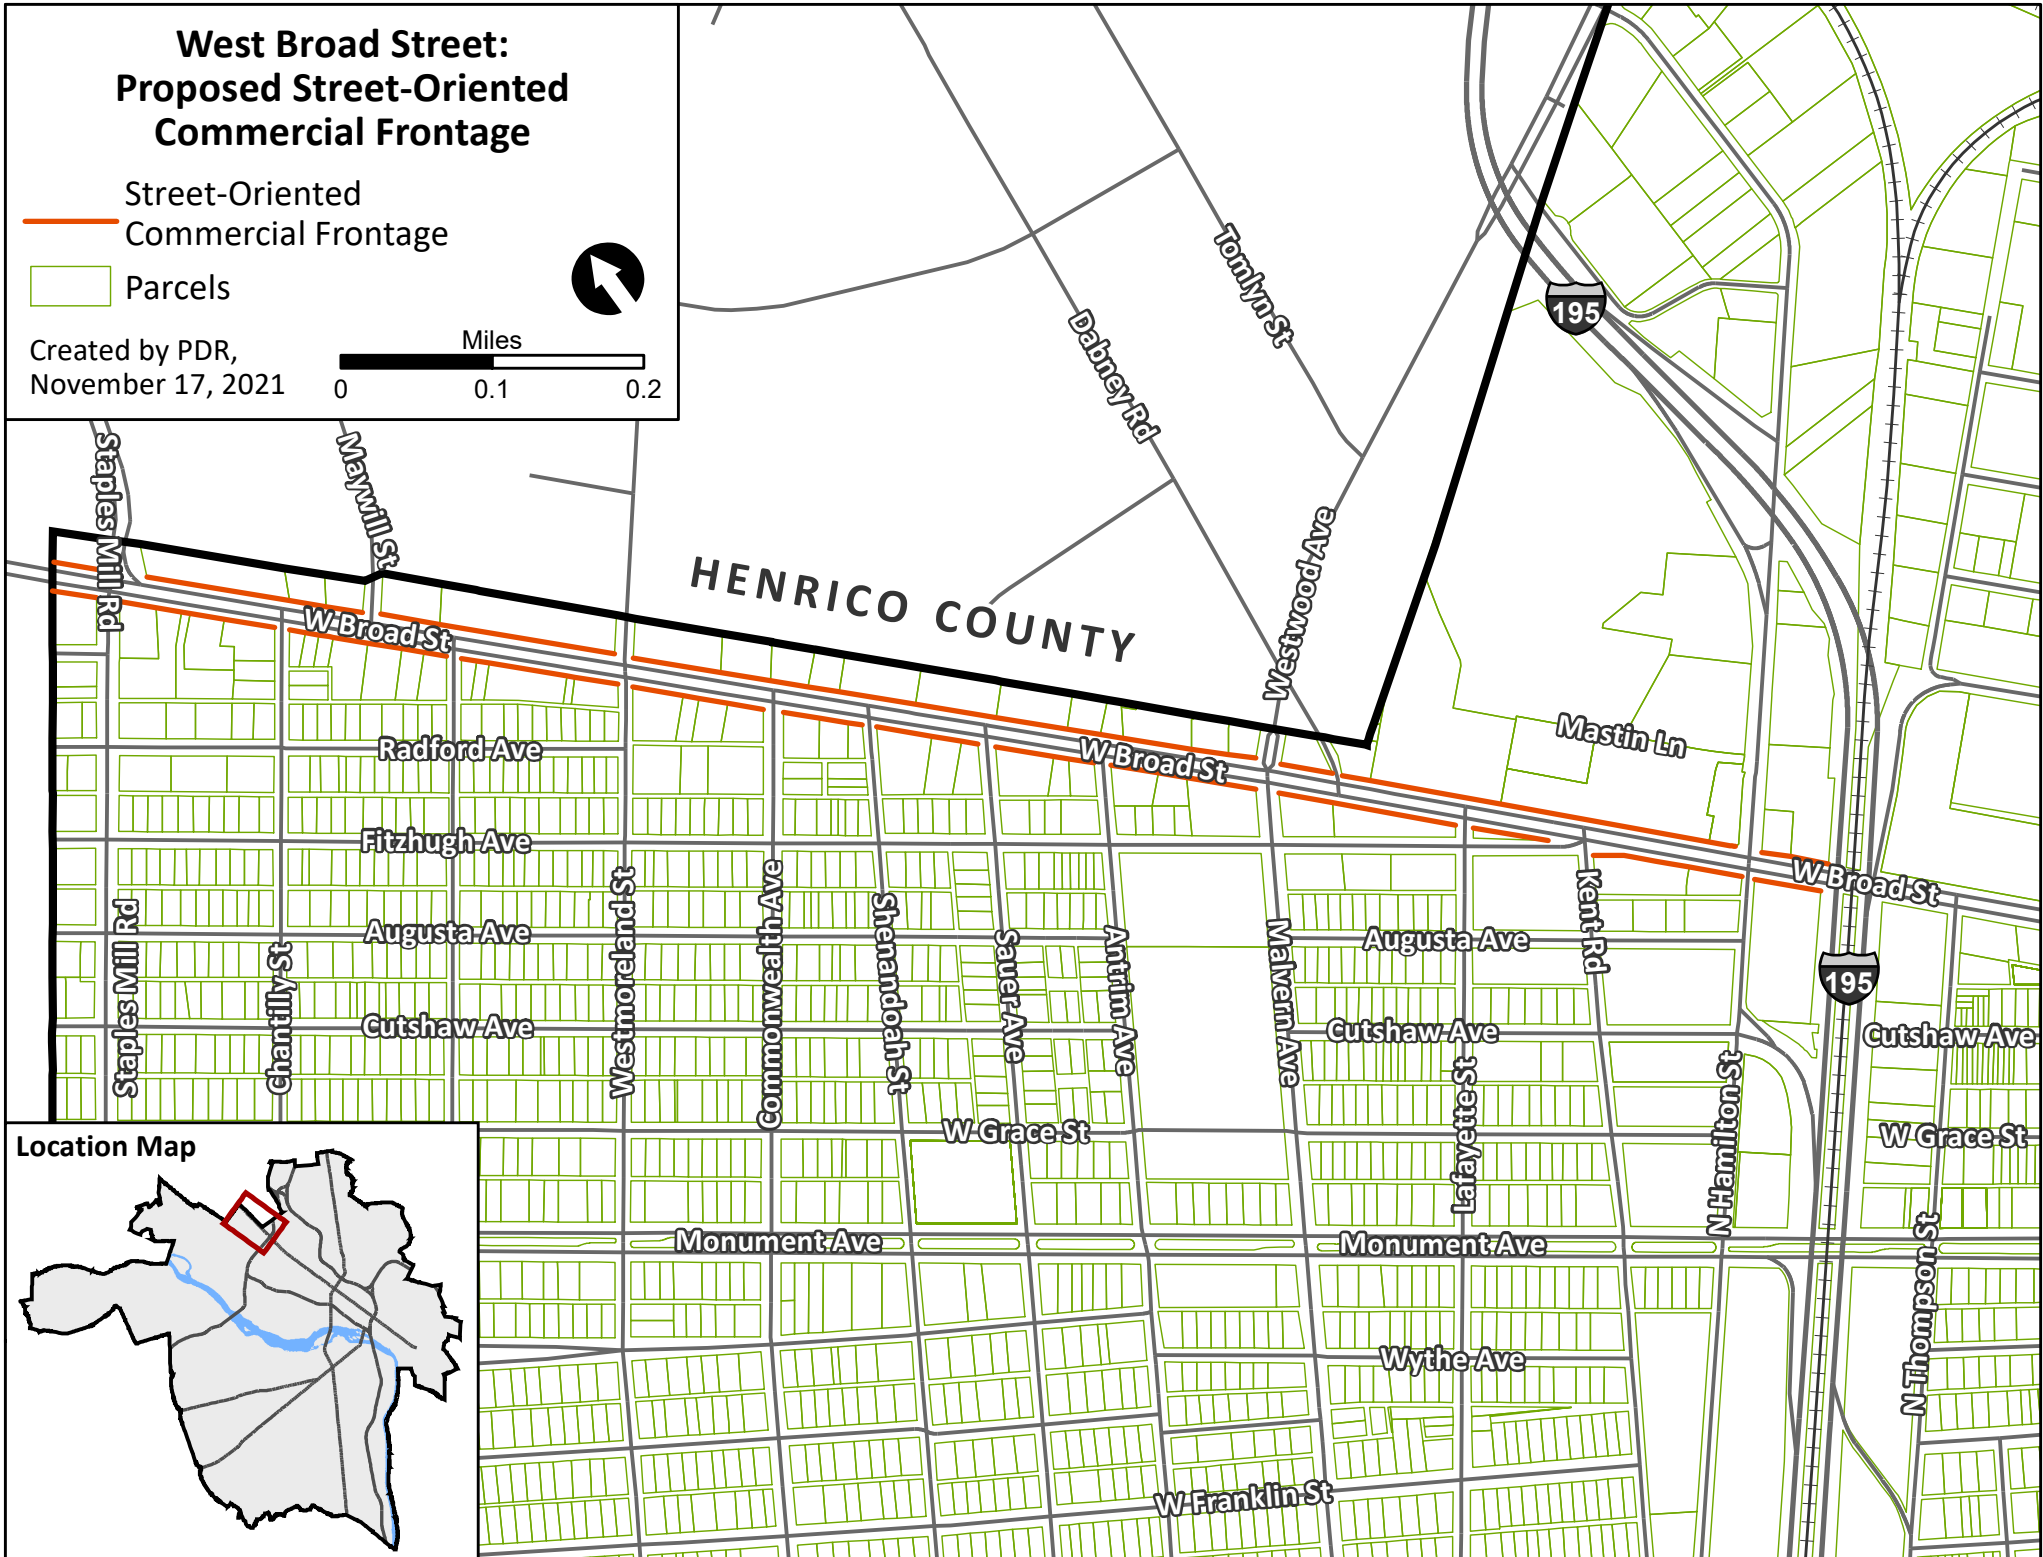 West Broad Street:
Proposed Street-Oriented
Commercial Frontage
Street-Oriented
Commercial Frontage
Parcels
Created by PDR,
November 17, 2021
Miles
0 0.1 0.2
Tomlyn St
195
Dabney Rd
Staples Mill Rd
Maywill St
HENRICO COUNTY
Westwood Ave
W Broad St
Mastin Ln
W Broad St
Radford Ave
Fitzhugh Ave
W Broad St
Staples Mill Rd
Chantilly St
Augusta Ave
Westmoreland St
Commonwealth Ave
Shenandoah St
Sauer Ave
Antrim Ave
Malvern Ave
Augusta Ave
Kent Rd
195
Cutshaw Ave
Cutshaw Ave
Cutshaw Ave
Lafayette St
N Hamilton St
W Grace St
W Grace St
Location Map
Monument Ave
Monument Ave
N Thompson St
Wythe Ave
W Franklin St